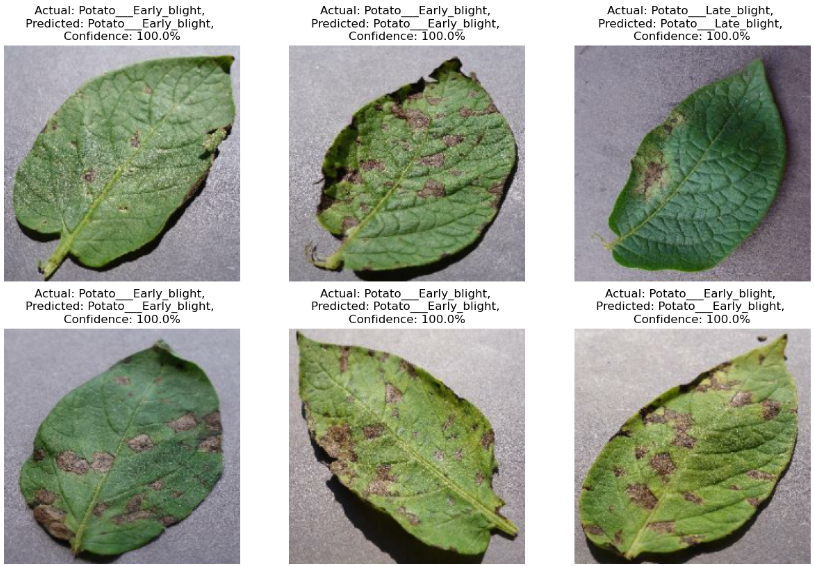 Actual: Potato___Early_blight,
Predicted: Potato___Early_blight,
Confidence: 100.0%
Actual: Potato___Early_blight,
Predicted: Potato___Early_blight,
Confidence: 100.0%
Actual: Potato___Late_blight,
Predicted: Potato___Late_blight,
Confidence: 100.0%
Actual: Potato___Early_blight,
Predicted: Potato___Early_blight,
Confidence: 100.0%
Actual: Potato___Early_blight,
Predicted: Potato___Early_blight,
Confidence: 100.0%
Actual: Potato___Early_blight,
Predicted: Potato___Early_blight,
Confidence: 100.0%